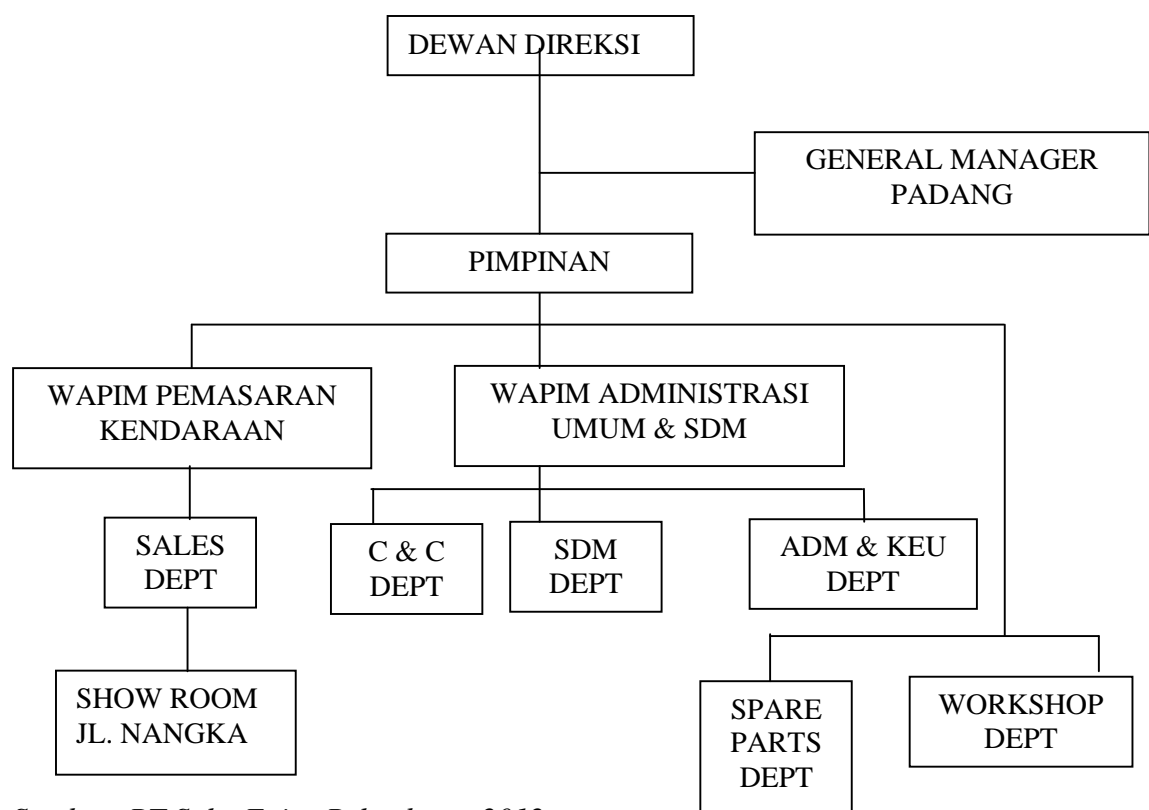 DEWAN DIREKSI
GENERAL MANAGER
PADANG
PIMPINAN
WAPIM PEMASARAN
KENDARAAN
WAPIM ADMINISTRASI
UMUM & SDM
SALES
DEPT
C & C
DEPT
SDM
DEPT
ADM & KEU
DEPT
SHOW ROOM
JL. NANGKA
SPARE
PARTS
DEPT
WORKSHOP
DEPT